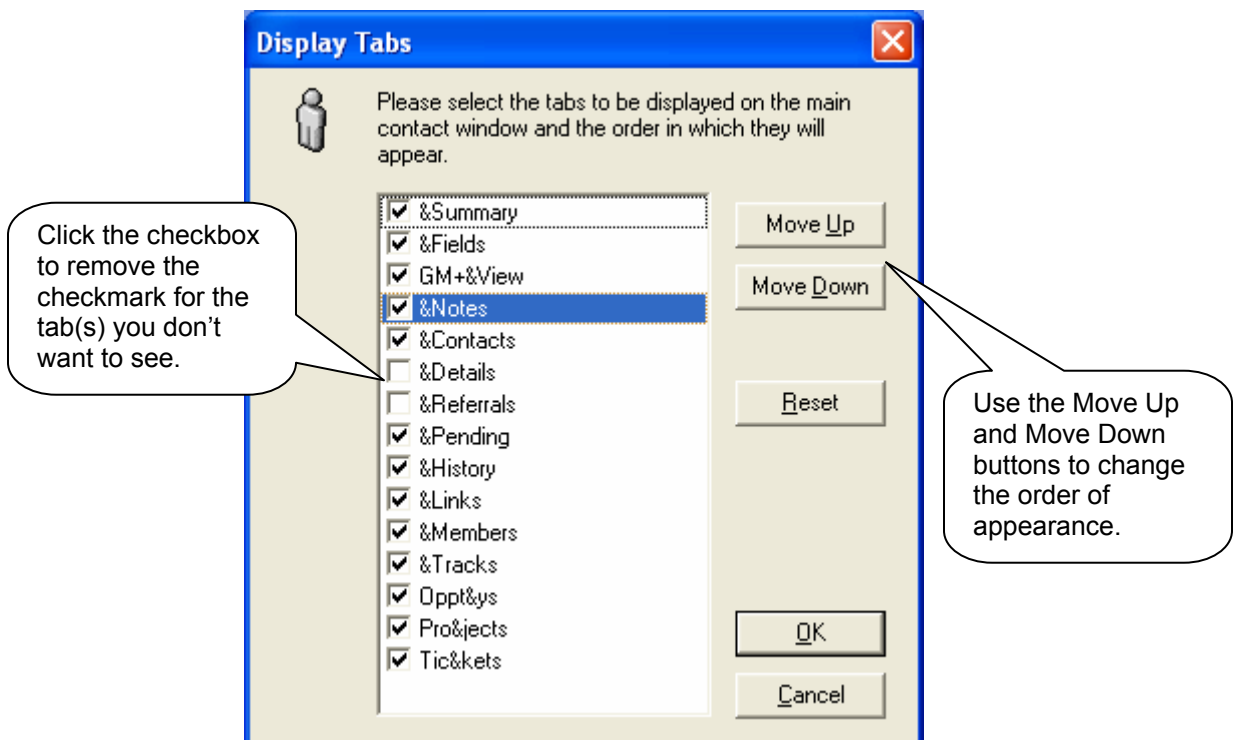 Display Tabs
Please select the tabs to be displayed on the main
contact window and the order in which they will
appear.
Click the checkbox
to remove the
checkmark for the
tab(s) you don’t
want to see.
&Summary
&Fields
GM+&View
&Notes
&Contacts
&Details
&Referrals
&Pending
&History
&Links
&Members
&Tracks
Oppt&ys
Pro&jects
Tic&kets
Move Up
Move Down
Reset
Use the Move Up
and Move Down
buttons to change
the order of
appearance.
OK
Cancel